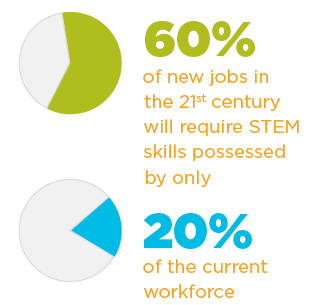 60%
of new jobs in
the 21st century
will require STEM
skills possessed
by only
20%
of the current
workforce